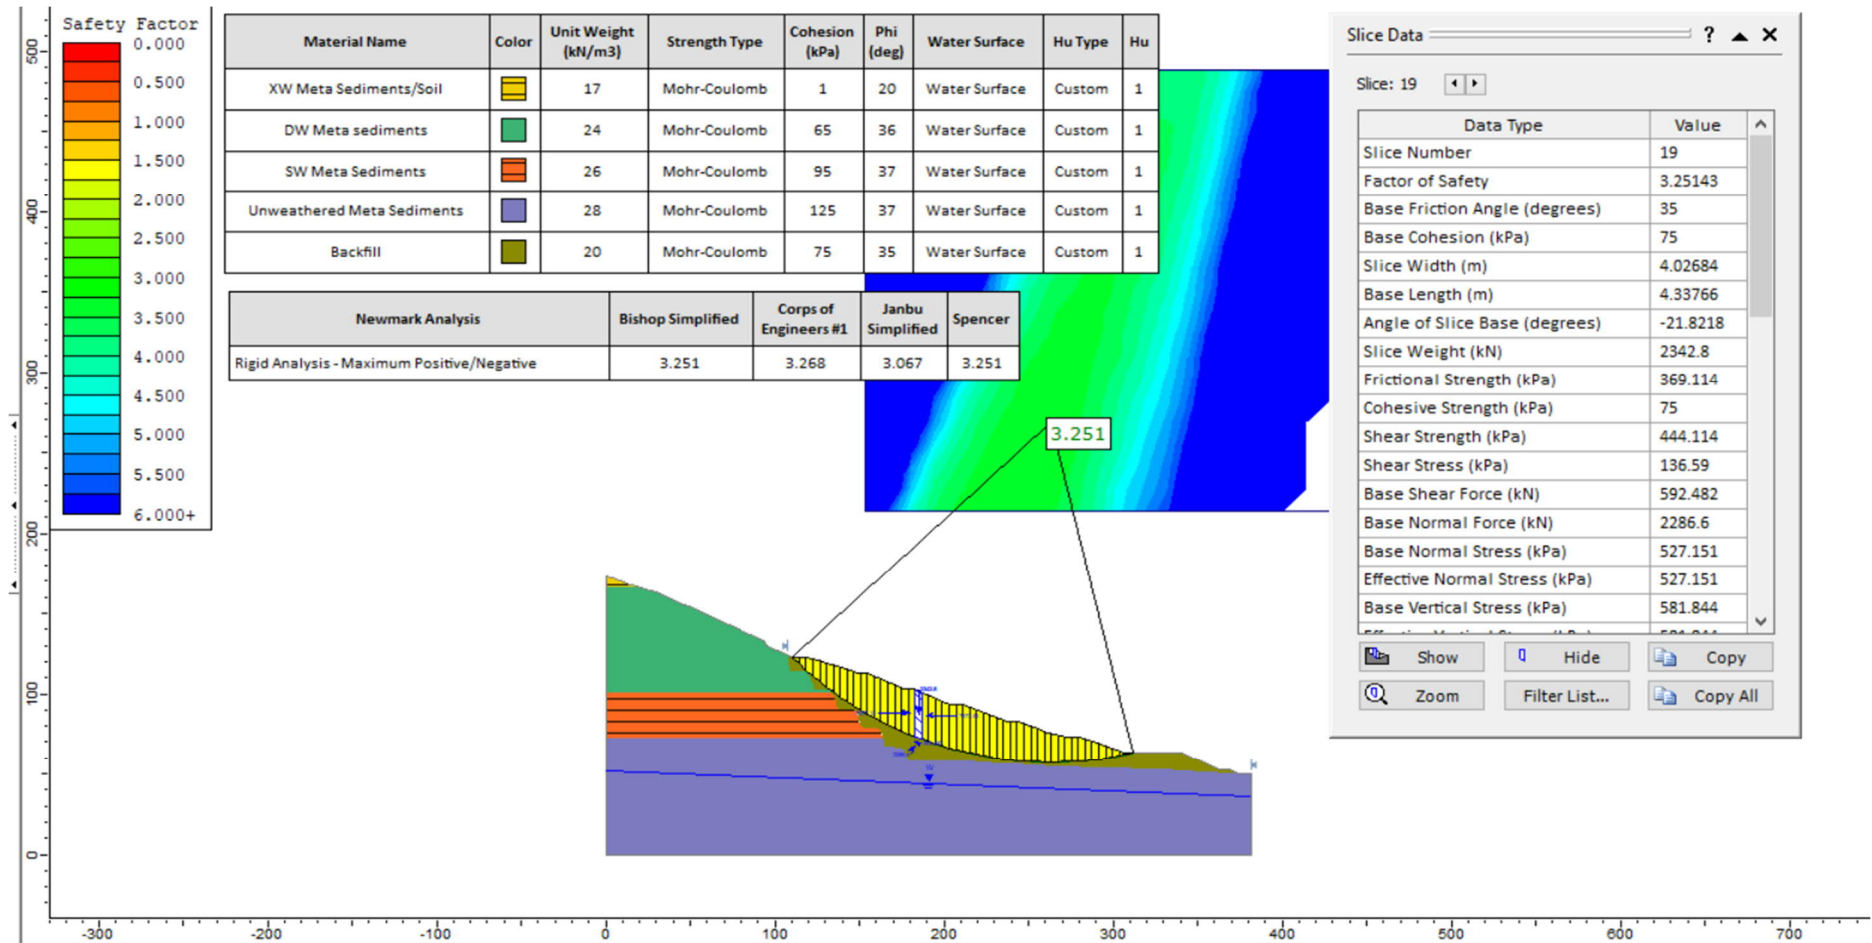 Safety Factor
0.000
0.500
1.000
1.500
2.000
2.500
3.000
3.500
4.000
4.500
5.000
5.500
6.000+
Material Name Color Unit Weight (kN/m3) Strength Type Cohesion (kPa) Phi (deg) Water Surface Hu Type Hu
XW Meta Sediments/Soil 17 Mohr-Coulomb 1 20 Water Surface Custom 1
DW Meta sediments 24 Mohr-Coulomb 65 36 Water Surface Custom 1
SW Meta Sediments 26 Mohr-Coulomb 95 37 Water Surface Custom 1
Unweathered Meta Sediments 28 Mohr-Coulomb 125 37 Water Surface Custom 1
Backfill 20 Mohr-Coulomb 75 35 Water Surface Custom 1
Newmark Analysis Bishop Simplified Corps of Engineers #1 Janbu Simplified Spencer
Rigid Analysis - Maximum Positive/Negative 3.251 3.268 3.067 3.251
3.251
Slice Data ? 
Slice: 19
Data Type Value
Slice Number 19
Factor of Safety 3.25143
Base Friction Angle (degrees) 35
Base Cohesion (kPa) 75
Slice Width (m) 4.02684
Base Length (m) 4.33766
Angle of Slice Base (degrees) -21.8218
Slice Weight (kN) 2342.8
Frictional Strength (kPa) 369.114
Cohesive Strength (kPa) 75
Shear Strength (kPa) 444.114
Shear Stress (kPa) 136.59
Base Shear Force (kN) 592.482
Base Normal Force (kN) 2286.6
Base Normal Stress (kPa) 527.151
Effective Normal Stress (kPa) 527.151
Base Vertical Stress (kPa) 581.844
Show Hide Copy
Zoom Filter List... Copy All
500
400
300
200
100
0
-300 -200 -100 0 100 200 300 400 500 600 700